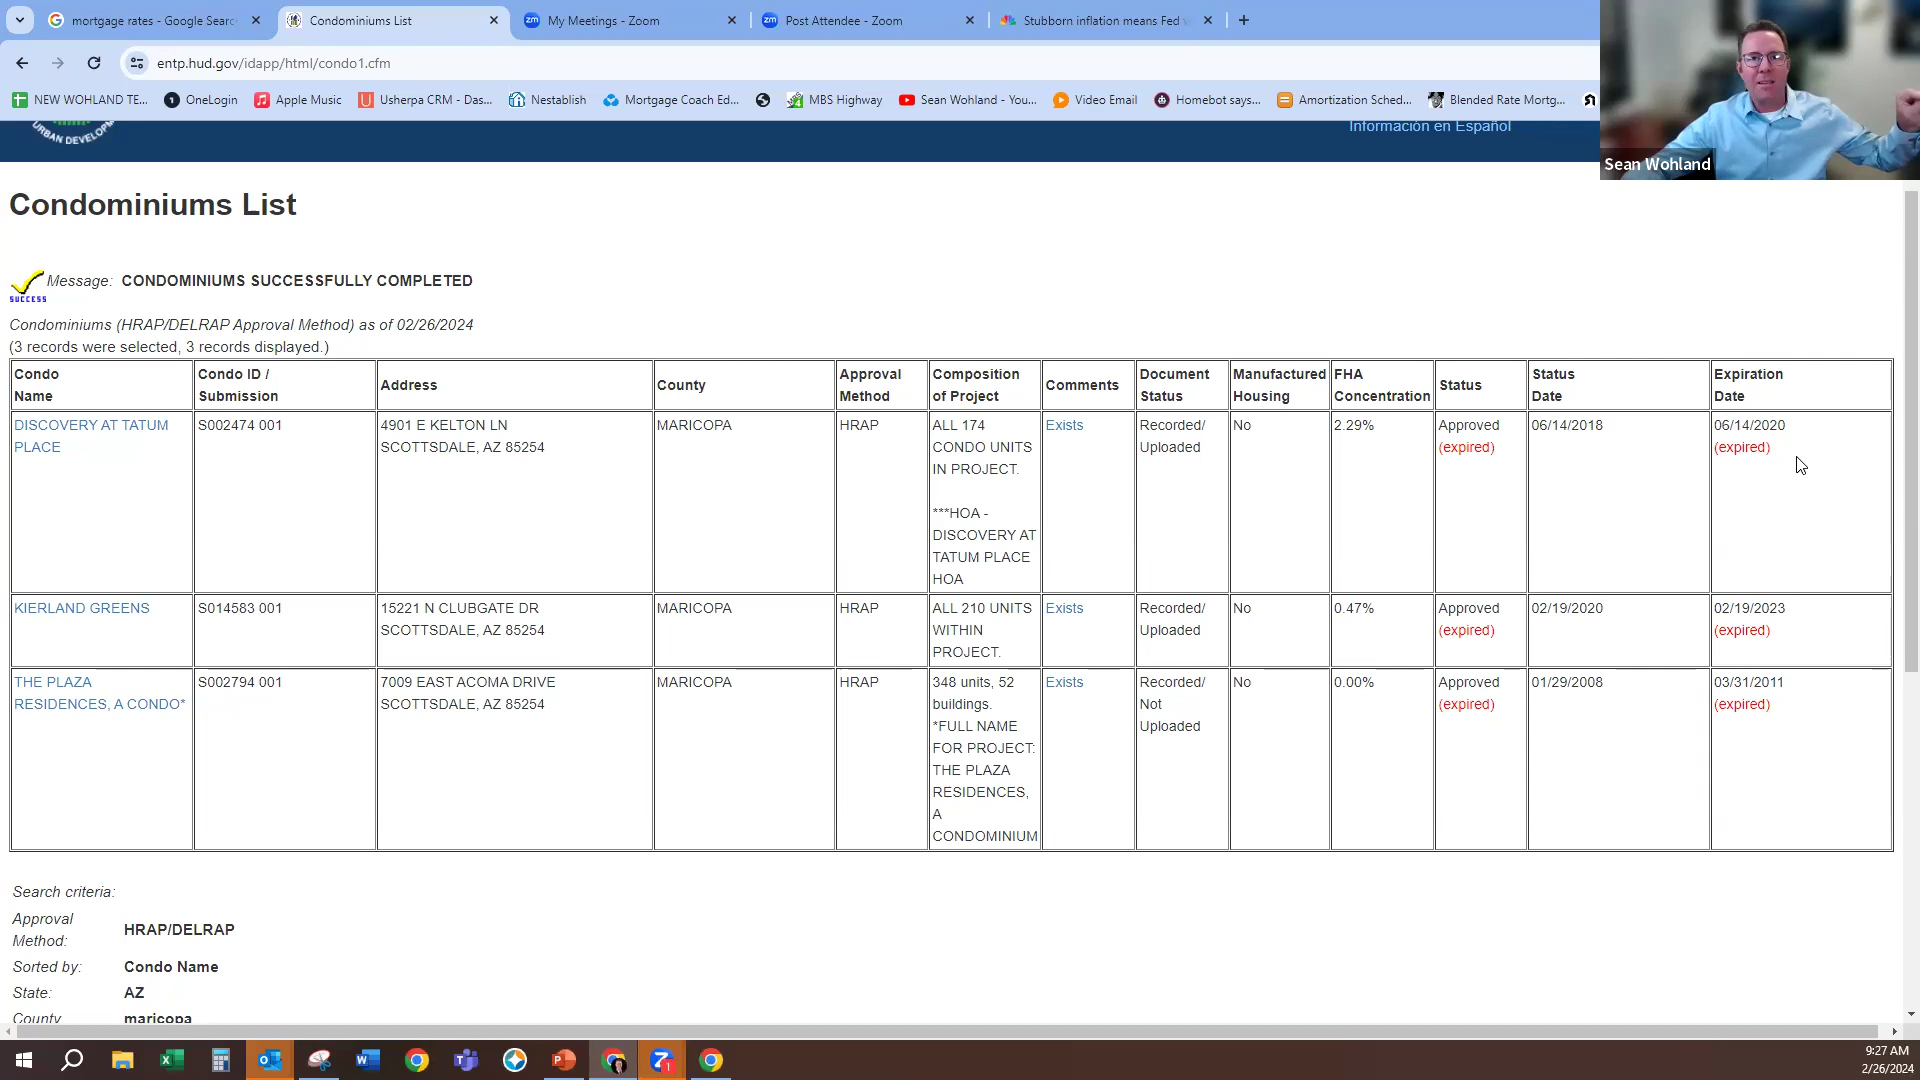 mortgage rates - Google Searc
Condominiums List
My Meetings - Zoom
Post Attendee - Zoom
Stubborn inflation means Fed w
entp.hud.gov/idapp/html/condo1.cfm
NEW WOHLAND TE...
OneLogin
Apple Music
Usherpa CRM - Das...
Nestablish
Mortgage Coach Ed...
MBS Highway
Sean Wohland - You...
Video Email
Homebot says...
Amortization Sched...
Blended Rate Mortg...
URBAN DEVELOPM
Información en Español
Sean Wohland
Condominiums List
SUCCESS
Message: CONDOMINIUMS SUCCESSFULLY COMPLETED
Condominiums (HRAP/DELRAP Approval Method) as of 02/26/2024
(3 records were selected, 3 records displayed.)
Condo
Name
Condo ID /
Submission
Address
County
Approval
Method
Composition
of Project
Comments
Document
Status
Manufactured
Housing
FHA
Concentration
Status
Status
Date
Expiration
Date
DISCOVERY AT TATUM
PLACE
S002474 001
4901 E KELTON LN
SCOTTSDALE, AZ 85254
MARICOPA
HRAP
ALL 174
CONDO UNITS
IN PROJECT.
***HOA -
DISCOVERY AT
TATUM PLACE
HOA
Exists
Recorded/
Uploaded
No
2.29%
Approved
(expired)
06/14/2018
06/14/2020
(expired)
KIERLAND GREENS
S014583 001
15221 N CLUBGATE DR
SCOTTSDALE, AZ 85254
MARICOPA
HRAP
ALL 210 UNITS
WITHIN
PROJECT.
Exists
Recorded/
Uploaded
No
0.47%
Approved
(expired)
02/19/2020
02/19/2023
(expired)
THE PLAZA
RESIDENCES, A CONDO*
S002794 001
7009 EAST ACOMA DRIVE
SCOTTSDALE, AZ 85254
MARICOPA
HRAP
348 units, 52
buildings.
*FULL NAME
FOR PROJECT:
THE PLAZA
RESIDENCES,
A
CONDOMINIUM
Exists
Recorded/
Not
Uploaded
No
0.00%
Approved
(expired)
01/29/2008
03/31/2011
(expired)
Search criteria:
Approval
Method:
HRAP/DELRAP
Sorted by:
Condo Name
State:
AZ
County
maricopa
9:27 AM
2/26/2024